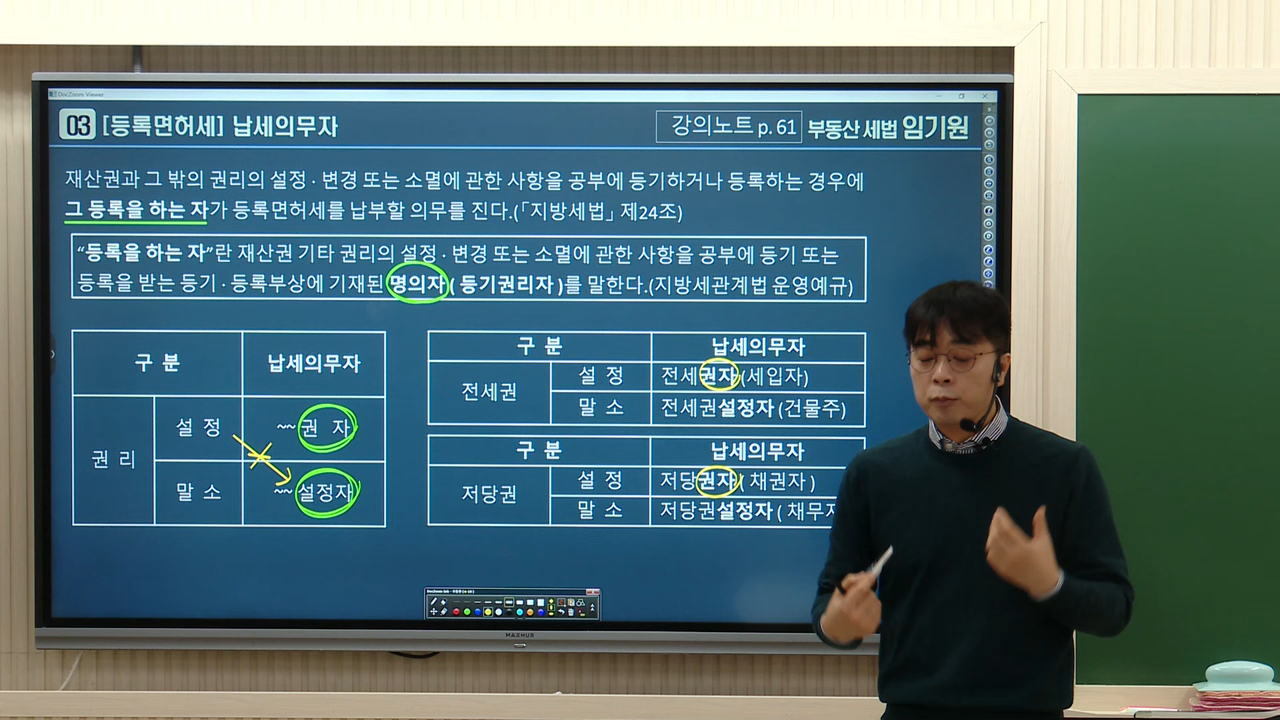 DocZoom Viewer
03 [등록면허세] 납세의무자
강의노트 p. 61 부동산 세법 임기원
재산권과 그 밖의 권리의 설정 · 변경 또는 소멸에 관한 사항을 공부에 등기하거나 등록하는 경우에
그 등록을 하는 자가 등록면허세를 납부할 의무를 진다.(「지방세법」 제24조)
“등록을 하는 자”란 재산권 기타 권리의 설정 · 변경 또는 소멸에 관한 사항을 공부에 등기 또는
등록을 받는 등기 · 등록부상에 기재된 명의자 ( 등기권리자 )를 말한다.(지방세관계법 운영예규)
구 분 납세의무자
권 리 설 정 ~~ 권 자
말 소 ~~ 설정자
구 분 납세의무자
전세권 설 정 전세권자 (세입자)
말 소 전세권설정자 (건물주)
구 분 납세의무자
저당권 설 정 저당권자 ( 채권자 )
말 소 저당권설정자 ( 채무자
MAXHUB